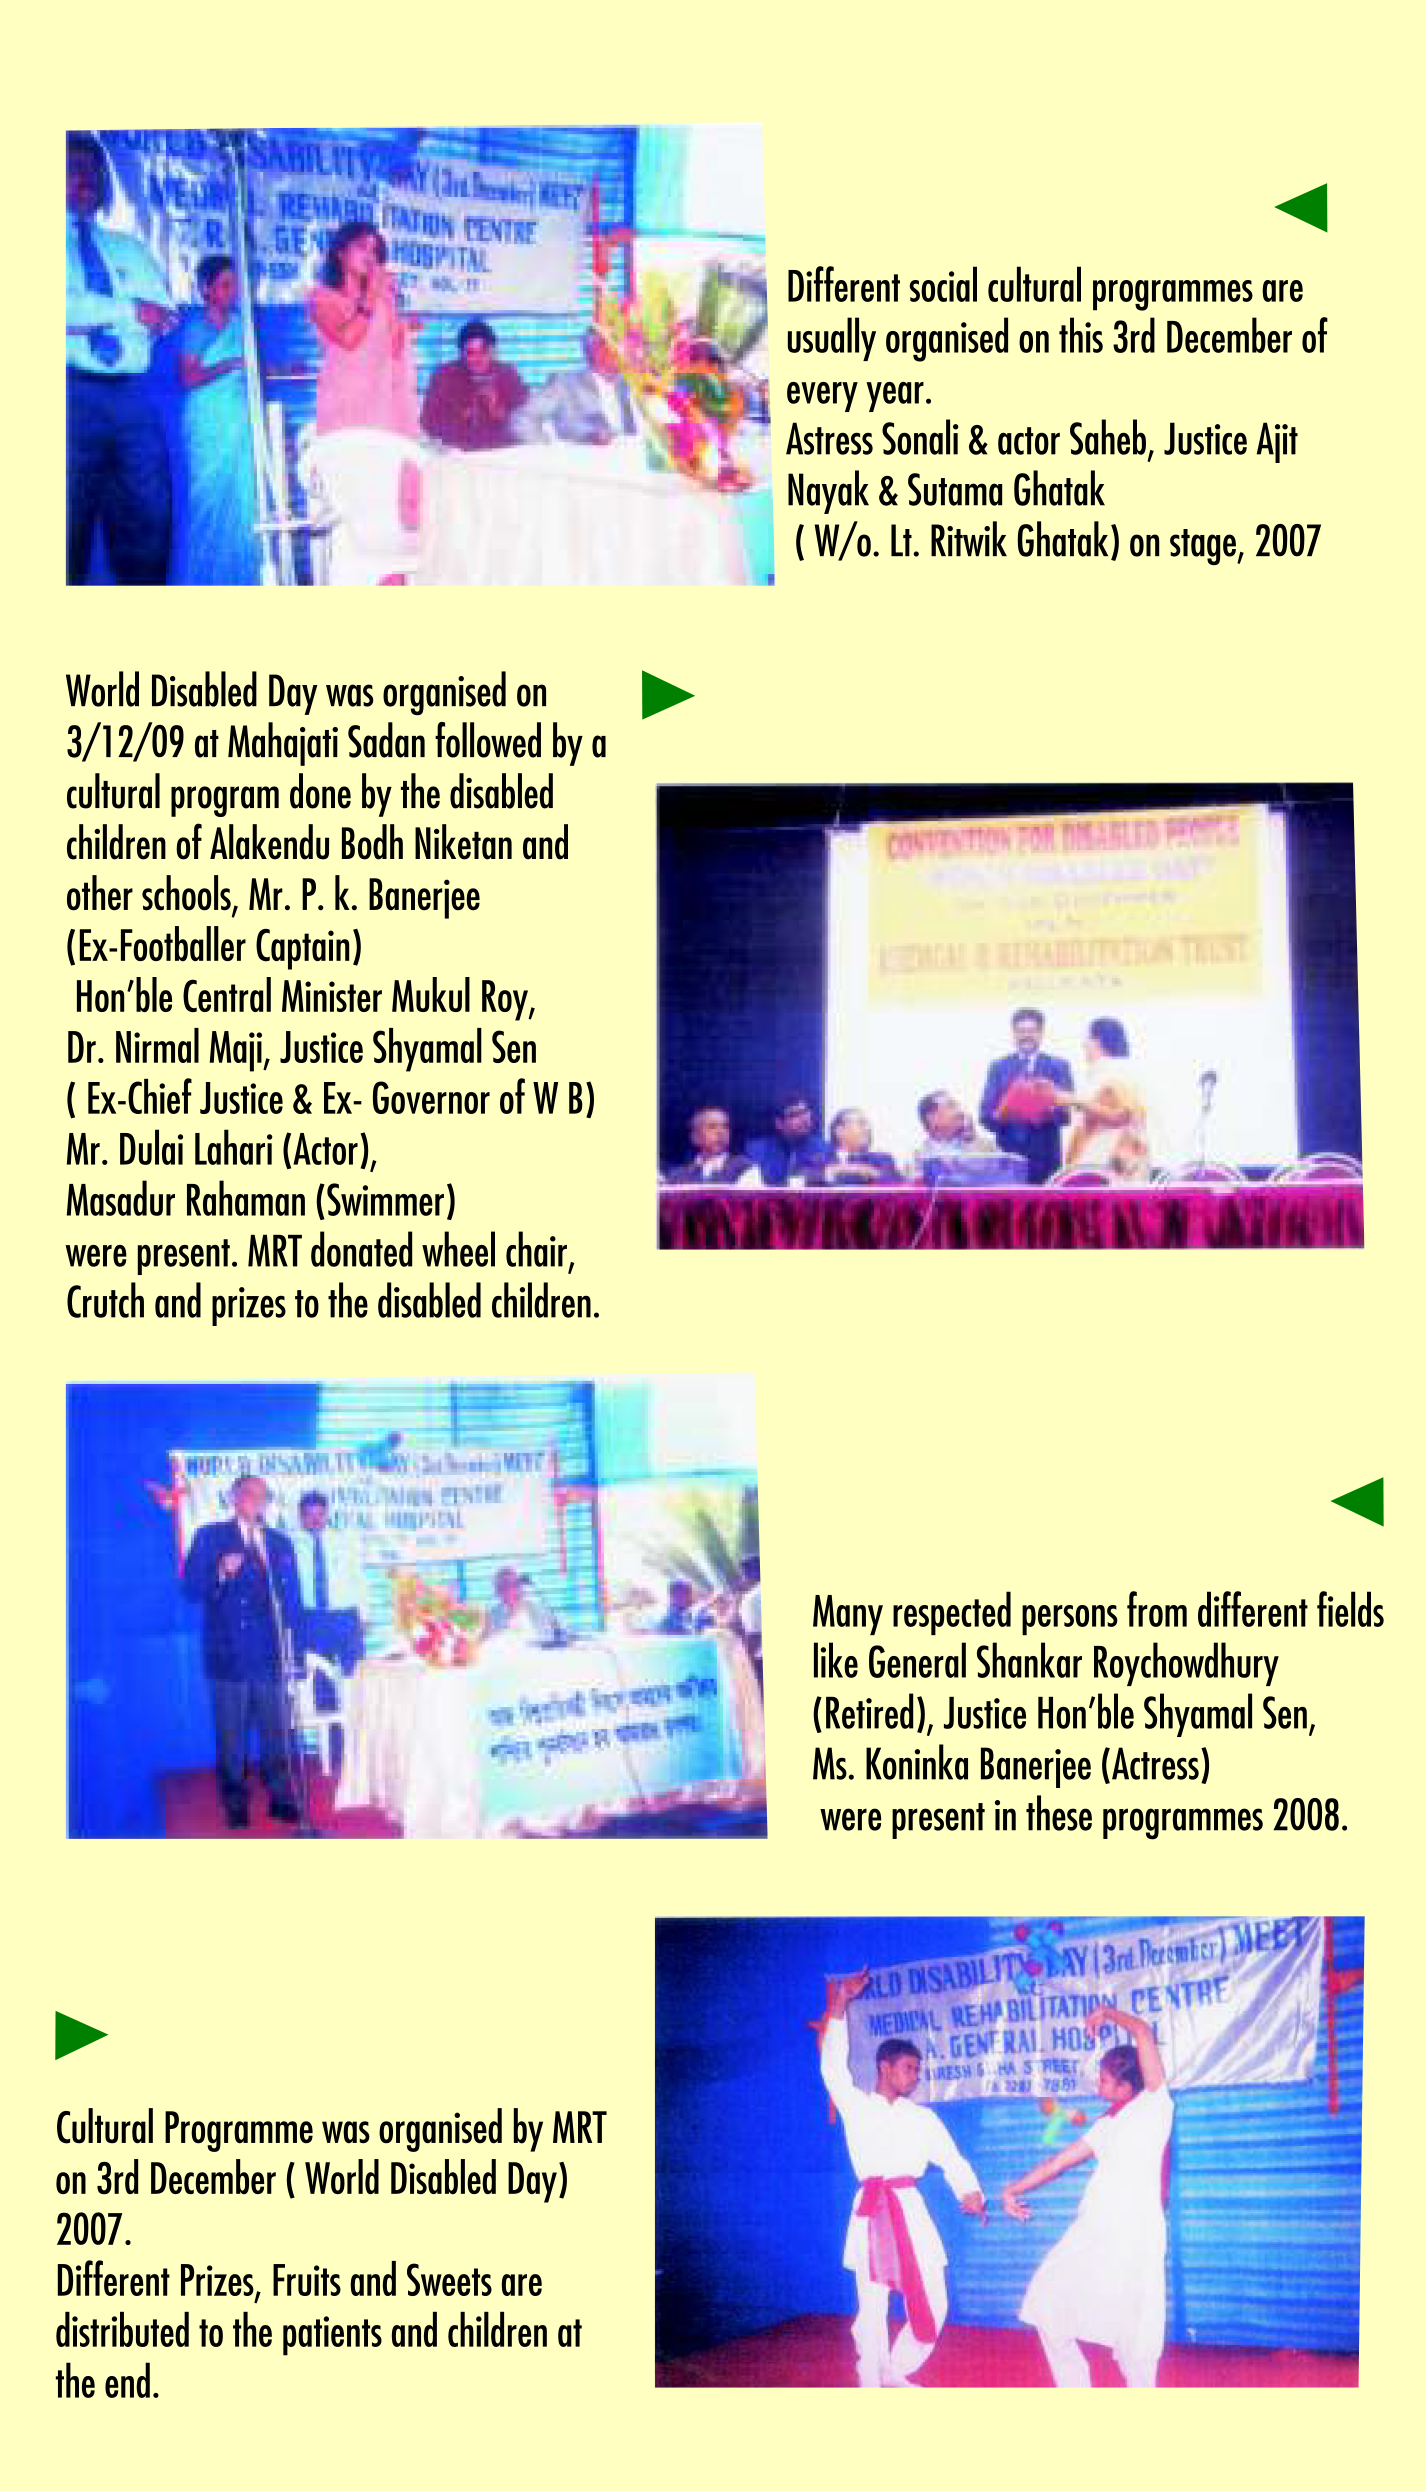 WORLD DISABILITY DAY (3rd December) MEET
MEDICAL REHABILITATION CENTRE
GENERAL HOSPITAL
Different social cultural programmes are
usually organised on this 3rd December of
every year.
Astress Sonali & actor Saheb, Justice Ajit
Nayak & Sutama Ghatak
( W/o. Lt. Ritwik Ghatak) on stage, 2007
World Disabled Day was organised on
3/12/09 at Mahajati Sadan followed by a
cultural program done by the disabled
children of Alakendu Bodh Niketan and
other schools, Mr. P. k. Banerjee
(Ex-Footballer Captain)
Hon’ble Central Minister Mukul Roy,
Dr. Nirmal Maji, Justice Shyamal Sen
( Ex-Chief Justice & Ex- Governor of W B)
Mr. Dulai Lahari (Actor),
Masadur Rahaman (Swimmer)
were present. MRT donated wheel chair,
Crutch and prizes to the disabled children.
CONVENTION FOR DISABLED PEOPLE
MEDICAL & REHABILITATION TRUST
WORLD DISABILITY DAY (3rd December) MEET
CENTRE
HOSPITAL
Many respected persons from different fields
like General Shankar Roychowdhury
(Retired), Justice Hon’ble Shyamal Sen,
Ms. Koninka Banerjee (Actress)
were present in these programmes 2008.
Cultural Programme was organised by MRT
on 3rd December ( World Disabled Day)
2007.
Different Prizes, Fruits and Sweets are
distributed to the patients and children at
the end.
RLD DISABILITY DAY (3rd. December) MEET
MEDICAL REHABILITATION CENTRE
A. GENERAL HOSPITAL
STREET,